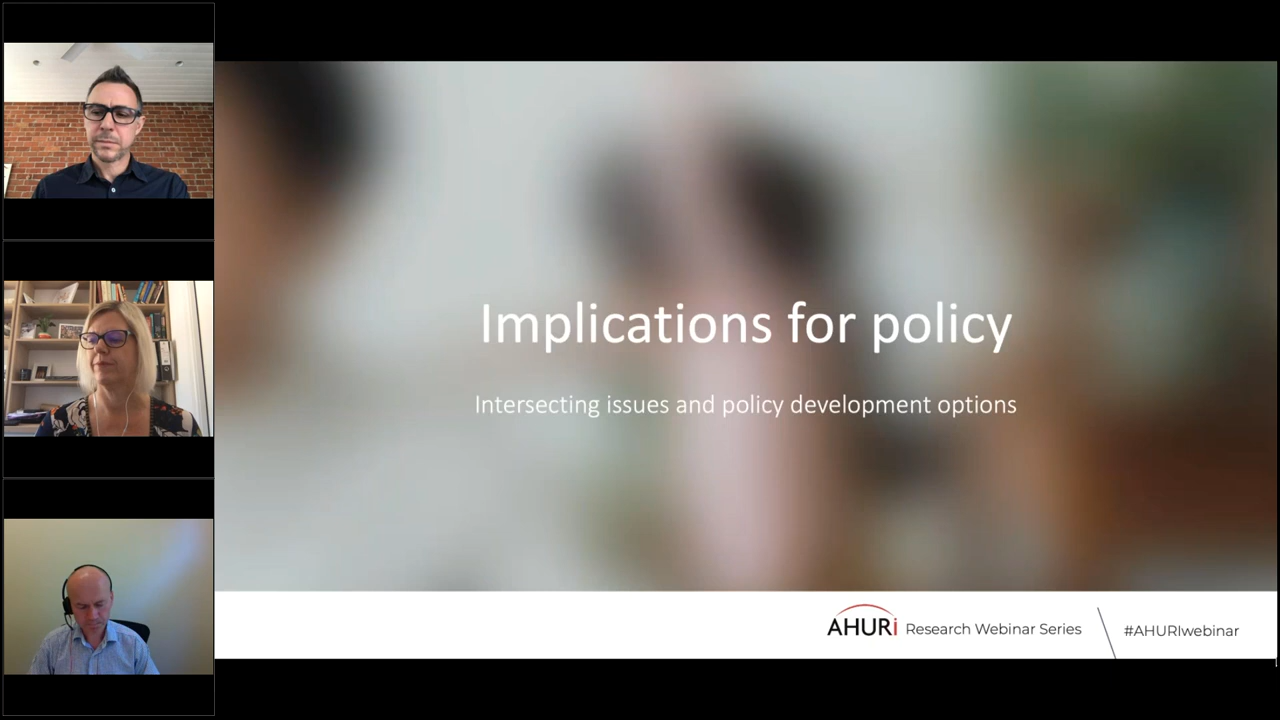 Implications for policy
Intersecting issues and policy development options
AHURi Research Webinar Series
#AHURIwebinar